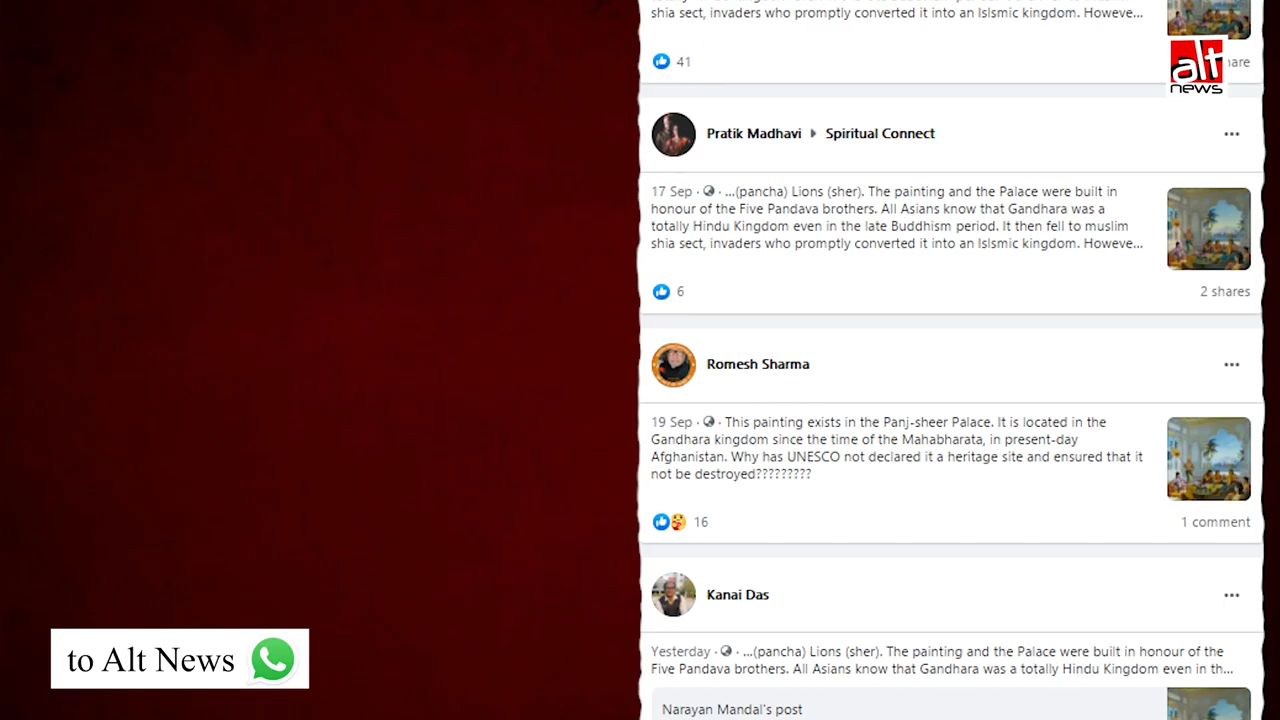 shia sect, invaders who promptly converted it into an Islsmic kingdom. Howeve...
41
alt
news
Pratik Madhavi Spiritual Connect
17 Sep · ...(pancha) Lions (sher). The painting and the Palace were built in
honour of the Five Pandava brothers. All Asians know that Gandhara was a
totally Hindu Kingdom even in the late Buddhism period. It then fell to muslim
shia sect, invaders who promptly converted it into an Islsmic kingdom. Howeve...
6
2 shares
Romesh Sharma
19 Sep · This painting exists in the Panj-sheer Palace. It is located in the
Gandhara kingdom since the time of the Mahabharata, in present-day
Afghanistan. Why has UNESCO not declared it a heritage site and ensured that it
not be destroyed?????????
16
1 comment
Kanai Das
Yesterday · ...(pancha) Lions (sher). The painting and the Palace were built in honour of the
Five Pandava brothers. All Asians know that Gandhara was a totally Hindu Kingdom even in th...
Narayan Mandal's post
to Alt News